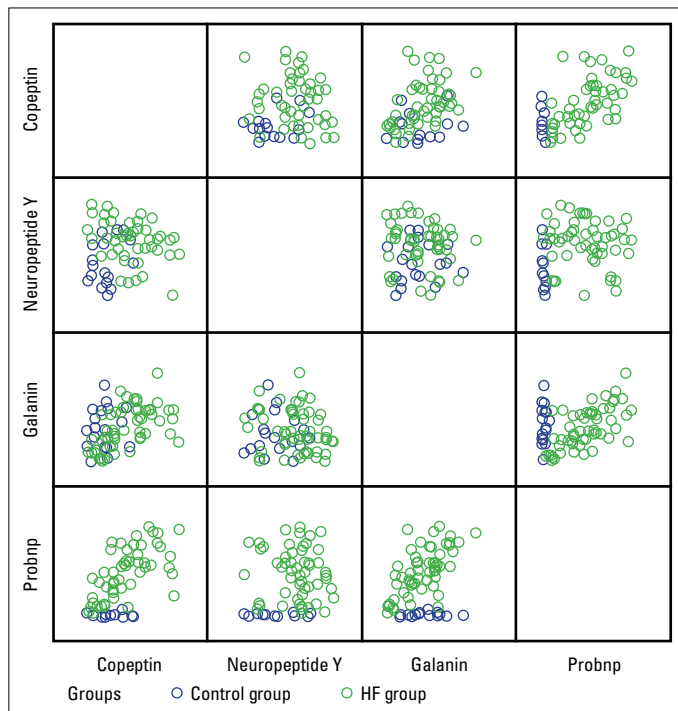 Copeptin
Neuropeptide Y
Galanin
Probnp
Copeptin Neuropeptide Y Galanin Probnp
Groups Control group HF group